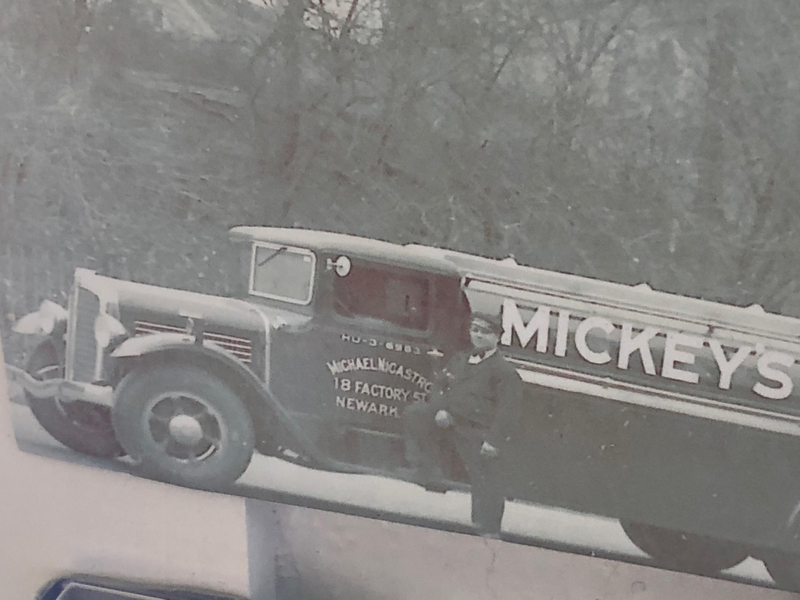 MICKEY'S
HU-3-6983
MICHAEL NICASTRO
18 FACTORY ST
NEWARK